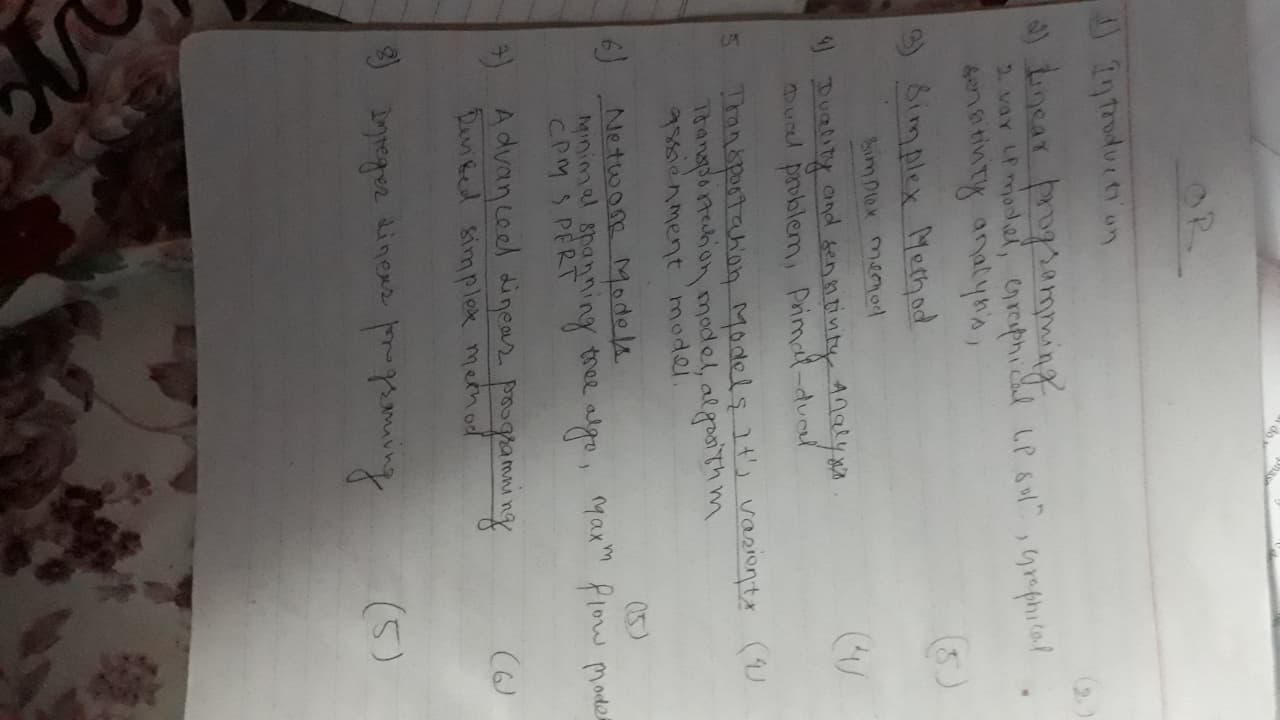 OR
1) Introduction
(2)
2) Linear programming
2 var LP model, Graphical LP solⁿ, Graphical
sensitivity analysis,
(5)
3) Simplex Method
simplex method
(4)
4) Duality and sensitivity Analysis.
Dual problem, Primal-dual
5 Transportation Models & It's varionts (4)
Transportation model, algorithm
assienment model.
(5)
6) Network Models
Minimal spanning tree algo, Maxᵐ flow model
CPM & PERT
7) Advanced Linear programming (6)
Revised simplex method
8) Integer Linear programming (5)